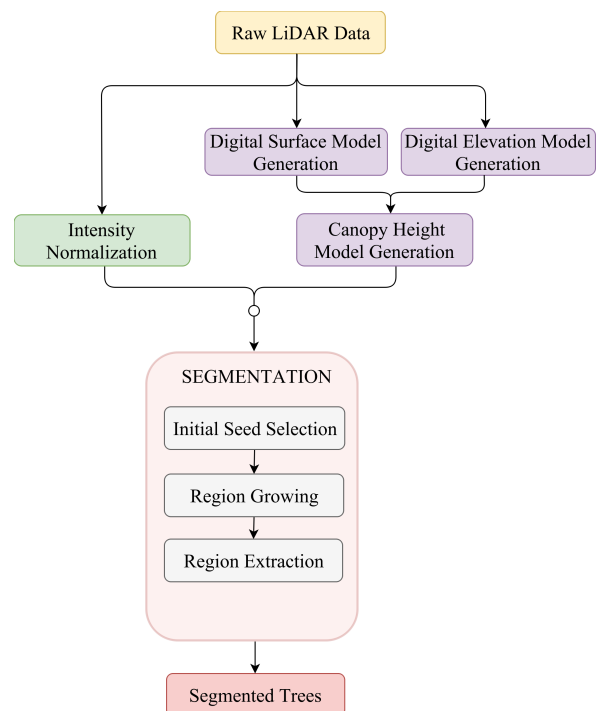 Raw LiDAR Data
Digital Surface Model
Generation
Digital Elevation Model
Generation
Intensity
Normalization
Canopy Height
Model Generation
SEGMENTATION
Initial Seed Selection
Region Growing
Region Extraction
Segmented Trees